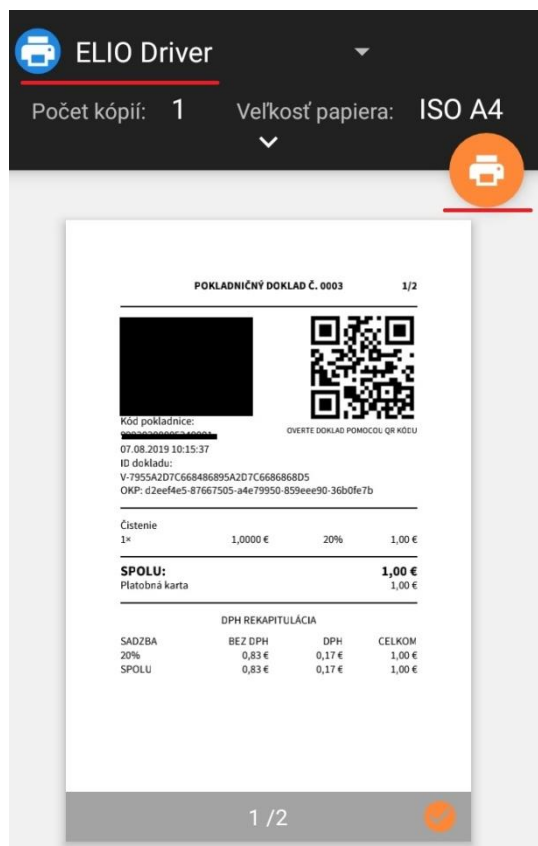 ELIO Driver
Počet kópií: 1 Veľkosť papiera: ISO A4
POKLADNIČNÝ DOKLAD Č. 0003 1/2
Kód pokladnice:
OVERTE DOKLAD POMOCOU QR KÓDU
07.08.2019 10:15:37
ID dokladu:
V-7955A2D7C668486895A2D7C6686868D5
OKP: d2eef4e5-87667505-a4e79950-859eee90-36b0fe7b
Čistenie
1× 1,0000 € 20% 1,00 €
SPOLU: 1,00 €
Platobná karta 1,00 €
DPH REKAPITULÁCIA
SADZBA BEZ DPH DPH CELKOM
20% 0,83 € 0,17 € 1,00 €
SPOLU 0,83 € 0,17 € 1,00 €
1 /2